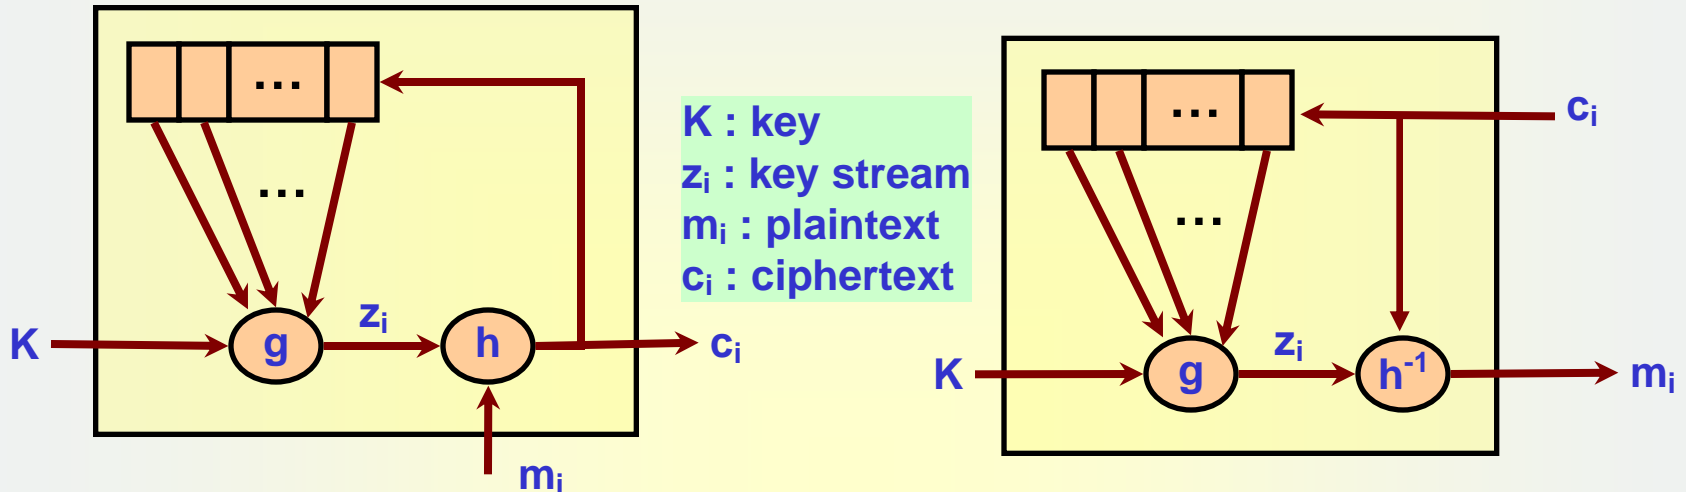 ...
...
K
g
zᵢ
h
cᵢ
mᵢ
K : key
zᵢ : key stream
mᵢ : plaintext
cᵢ : ciphertext
...
cᵢ
...
K
g
zᵢ
h⁻¹
mᵢ